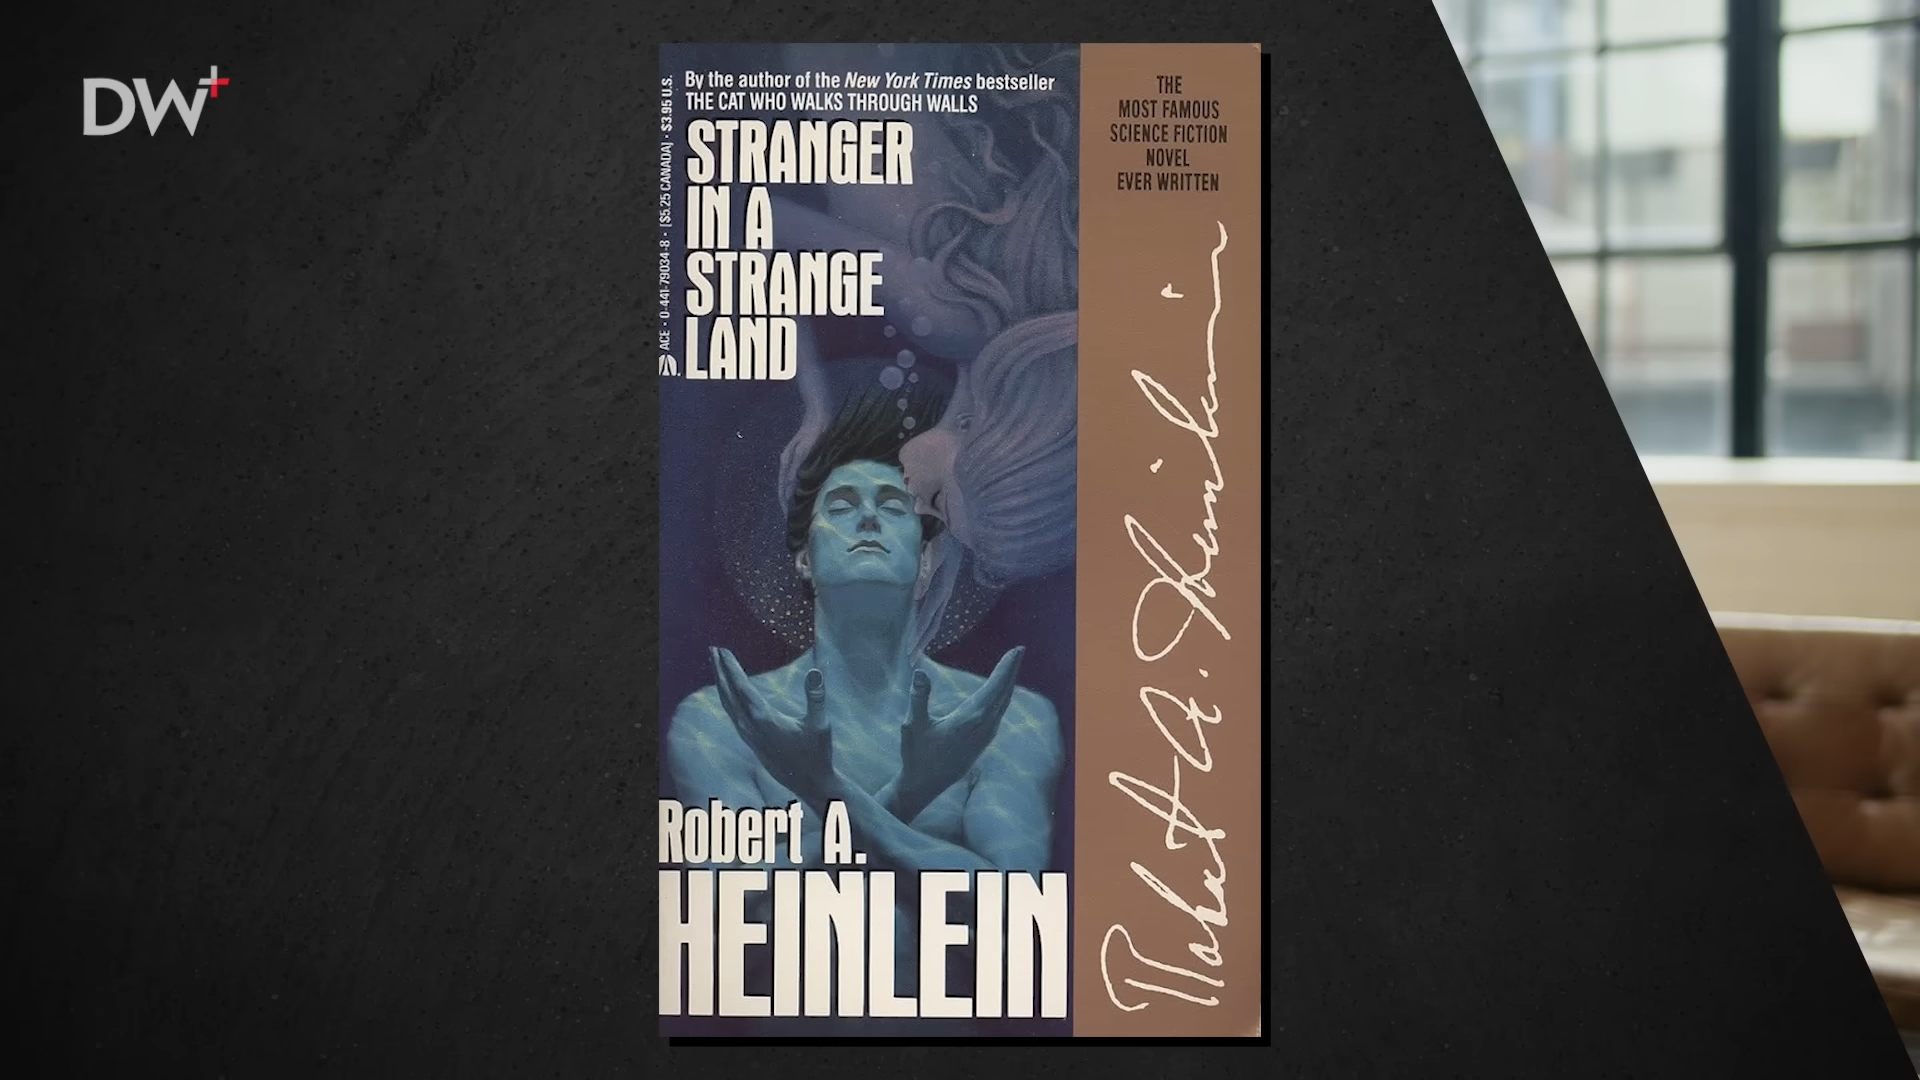 DW+
By the author of the New York Times bestseller
THE CAT WHO WALKS THROUGH WALLS
STRANGER
IN A
STRANGE
LAND
ACE • 0-441-79034-8 • [$5.25 CANADA] • $3.95 U.S.
Robert A.
HEINLEIN
THE
MOST FAMOUS
SCIENCE FICTION
NOVEL
EVER WRITTEN
Robert A. Heinlein